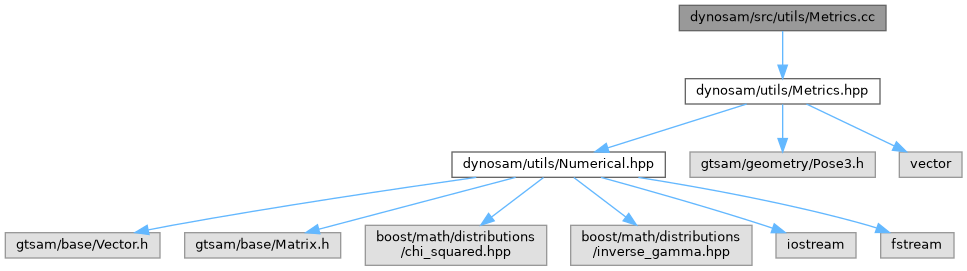 dynosam/src/utils/Metrics.cc
dynosam/utils/Metrics.hpp
dynosam/utils/Numerical.hpp
gtsam/geometry/Pose3.h
vector
gtsam/base/Vector.h
gtsam/base/Matrix.h
boost/math/distributions
/chi_squared.hpp
boost/math/distributions
/inverse_gamma.hpp
iostream
fstream